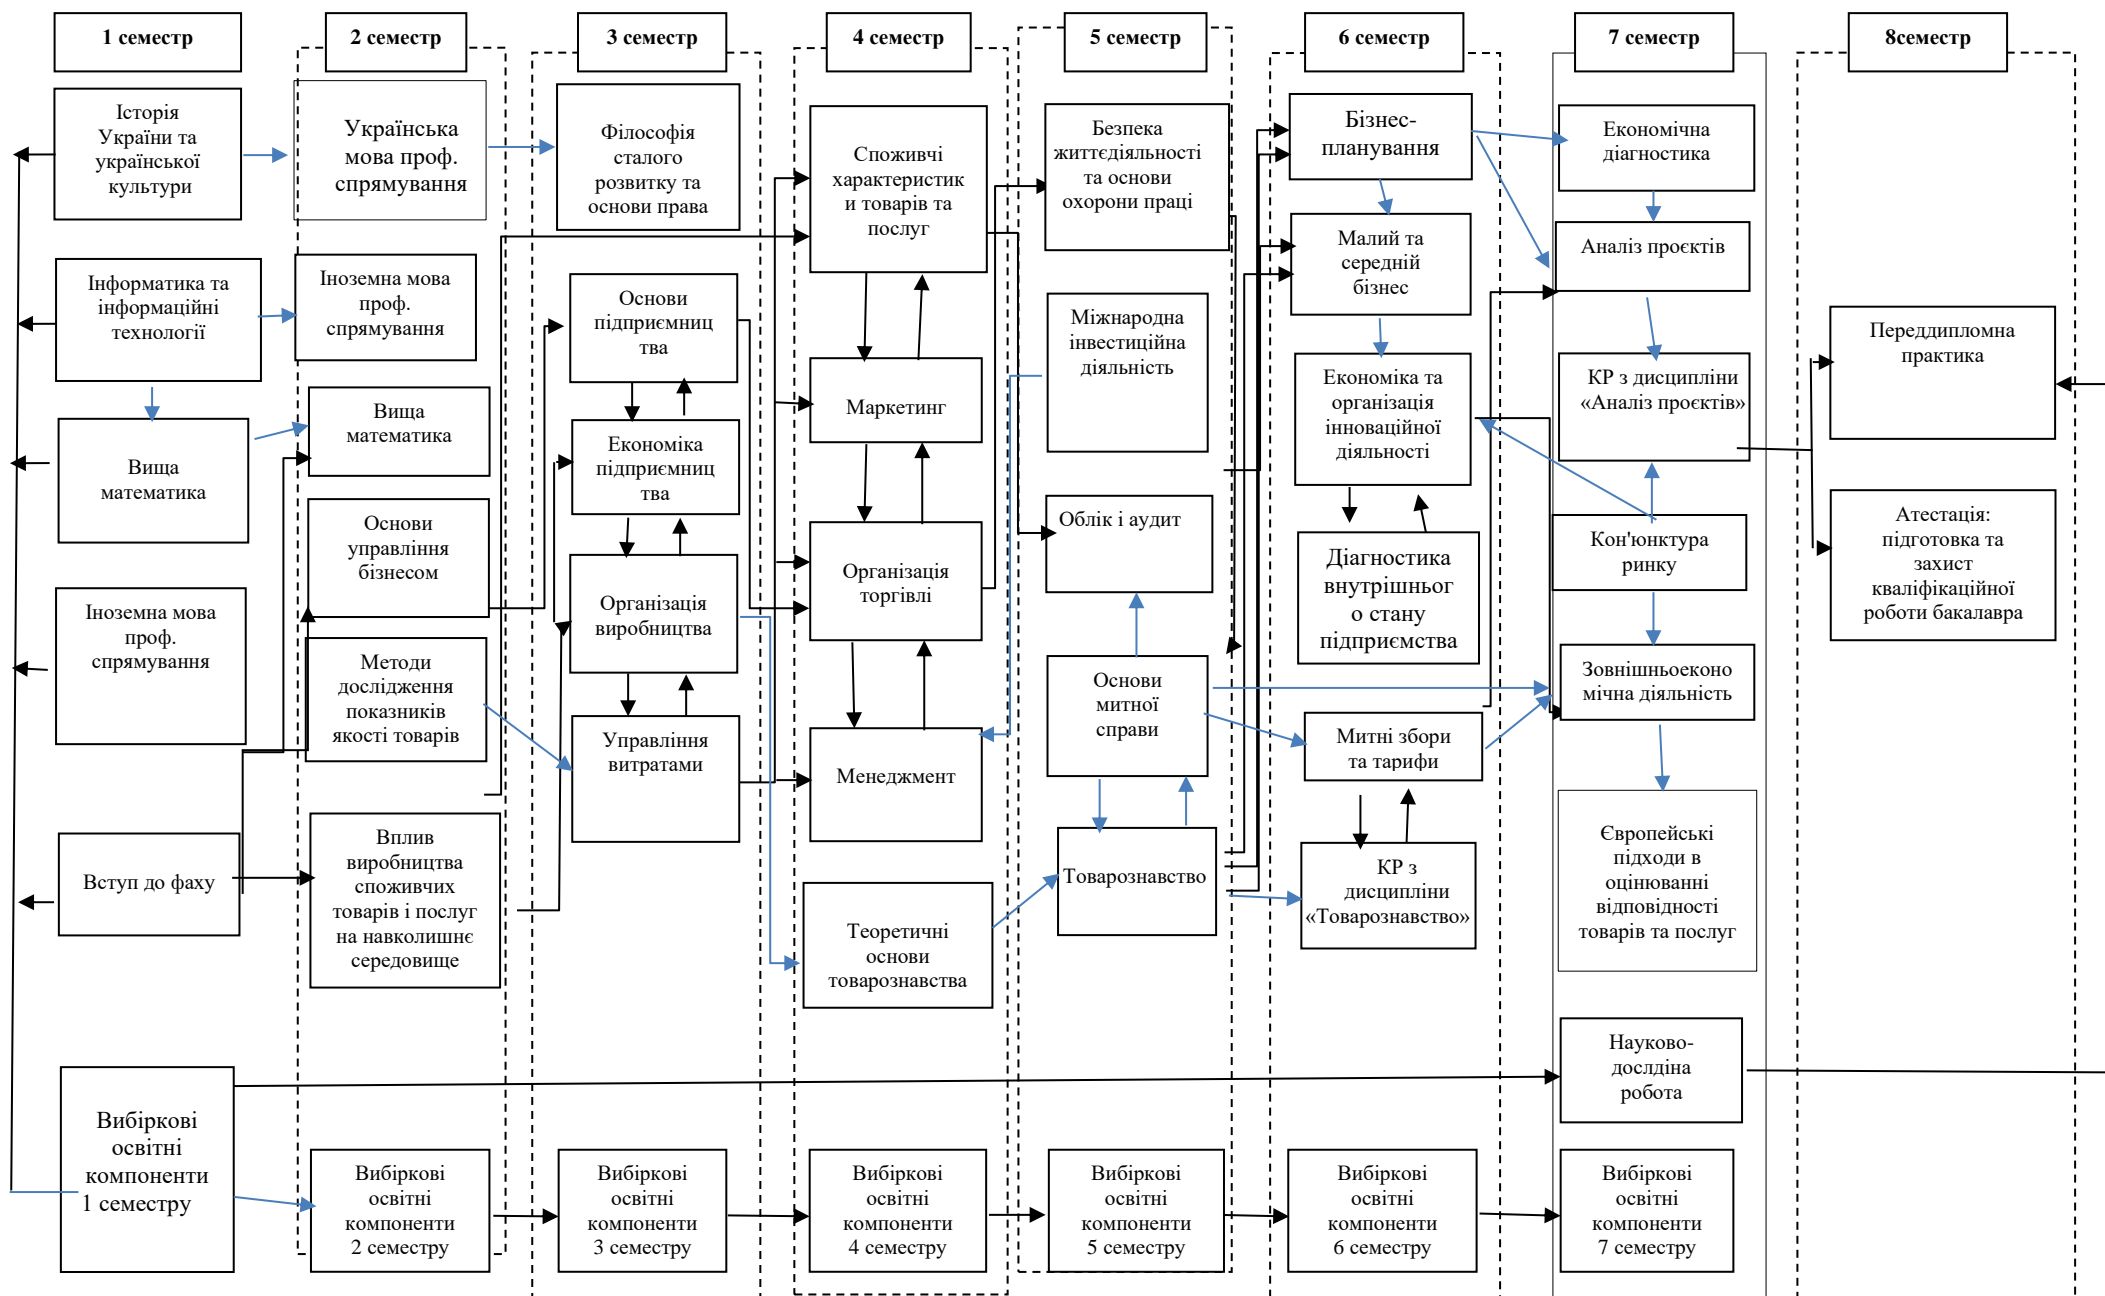 1 семестр
2 семестр
3 семестр
4 семестр
5 семестр
6 семестр
7 семестр
8семестр
Історія
України та
української
культури
Інформатика та
інформаційні
технології
Вища
математика
Іноземна мова
проф.
спрямування
Вступ до фаху
Вибіркові
освітні
компоненти
1 семестру
Українська
мова проф.
спрямування
Іноземна мова
проф.
спрямування
Вища
математика
Основи
управління
бізнесом
Методи
дослідження
показників
якості товарів
Вплив
виробництва
споживчих
товарів і послуг
на навколишнє
середовище
Вибіркові
освітні
компоненти
2 семестру
Філософія
сталого
розвитку та
основи права
Основи
підприємниц
тва
Економіка
підприємниц
тва
Організація
виробництва
Управління
витратами
Вибіркові
освітні
компоненти
3 семестру
Споживчі
характеристик
и товарів та
послуг
Маркетинг
Організація
торгівлі
Менеджмент
Теоретичні
основи
товарознавства
Вибіркові
освітні
компоненти
4 семестру
Безпека
життєдіяльності
та основи
охорони праці
Міжнародна
інвестиційна
діяльність
Облік і аудит
Основи
митної
справи
Товарознавство
Вибіркові
освітні
компоненти
5 семестру
Бізнес-
планування
Малий та
середній
бізнес
Економіка та
організація
інноваційної
діяльності
Діагностика
внутрішньог
о стану
підприємства
Митні збори
та тарифи
КР з
дисципліни
«Товарознавство»
Вибіркові
освітні
компоненти
6 семестру
Економічна
діагностика
Аналіз проєктів
КР з дисципліни
«Аналіз проєктів»
Кон'юнктура
ринку
Зовнішньоеконо
мічна діяльність
Європейські
підходи в
оцінюванні
відповідності
товарів та послуг
Науково-
дослдіна
робота
Вибіркові
освітні
компоненти
7 семестру
Переддипломна
практика
Атестація:
підготовка та
захист
кваліфікаційної
роботи бакалавра